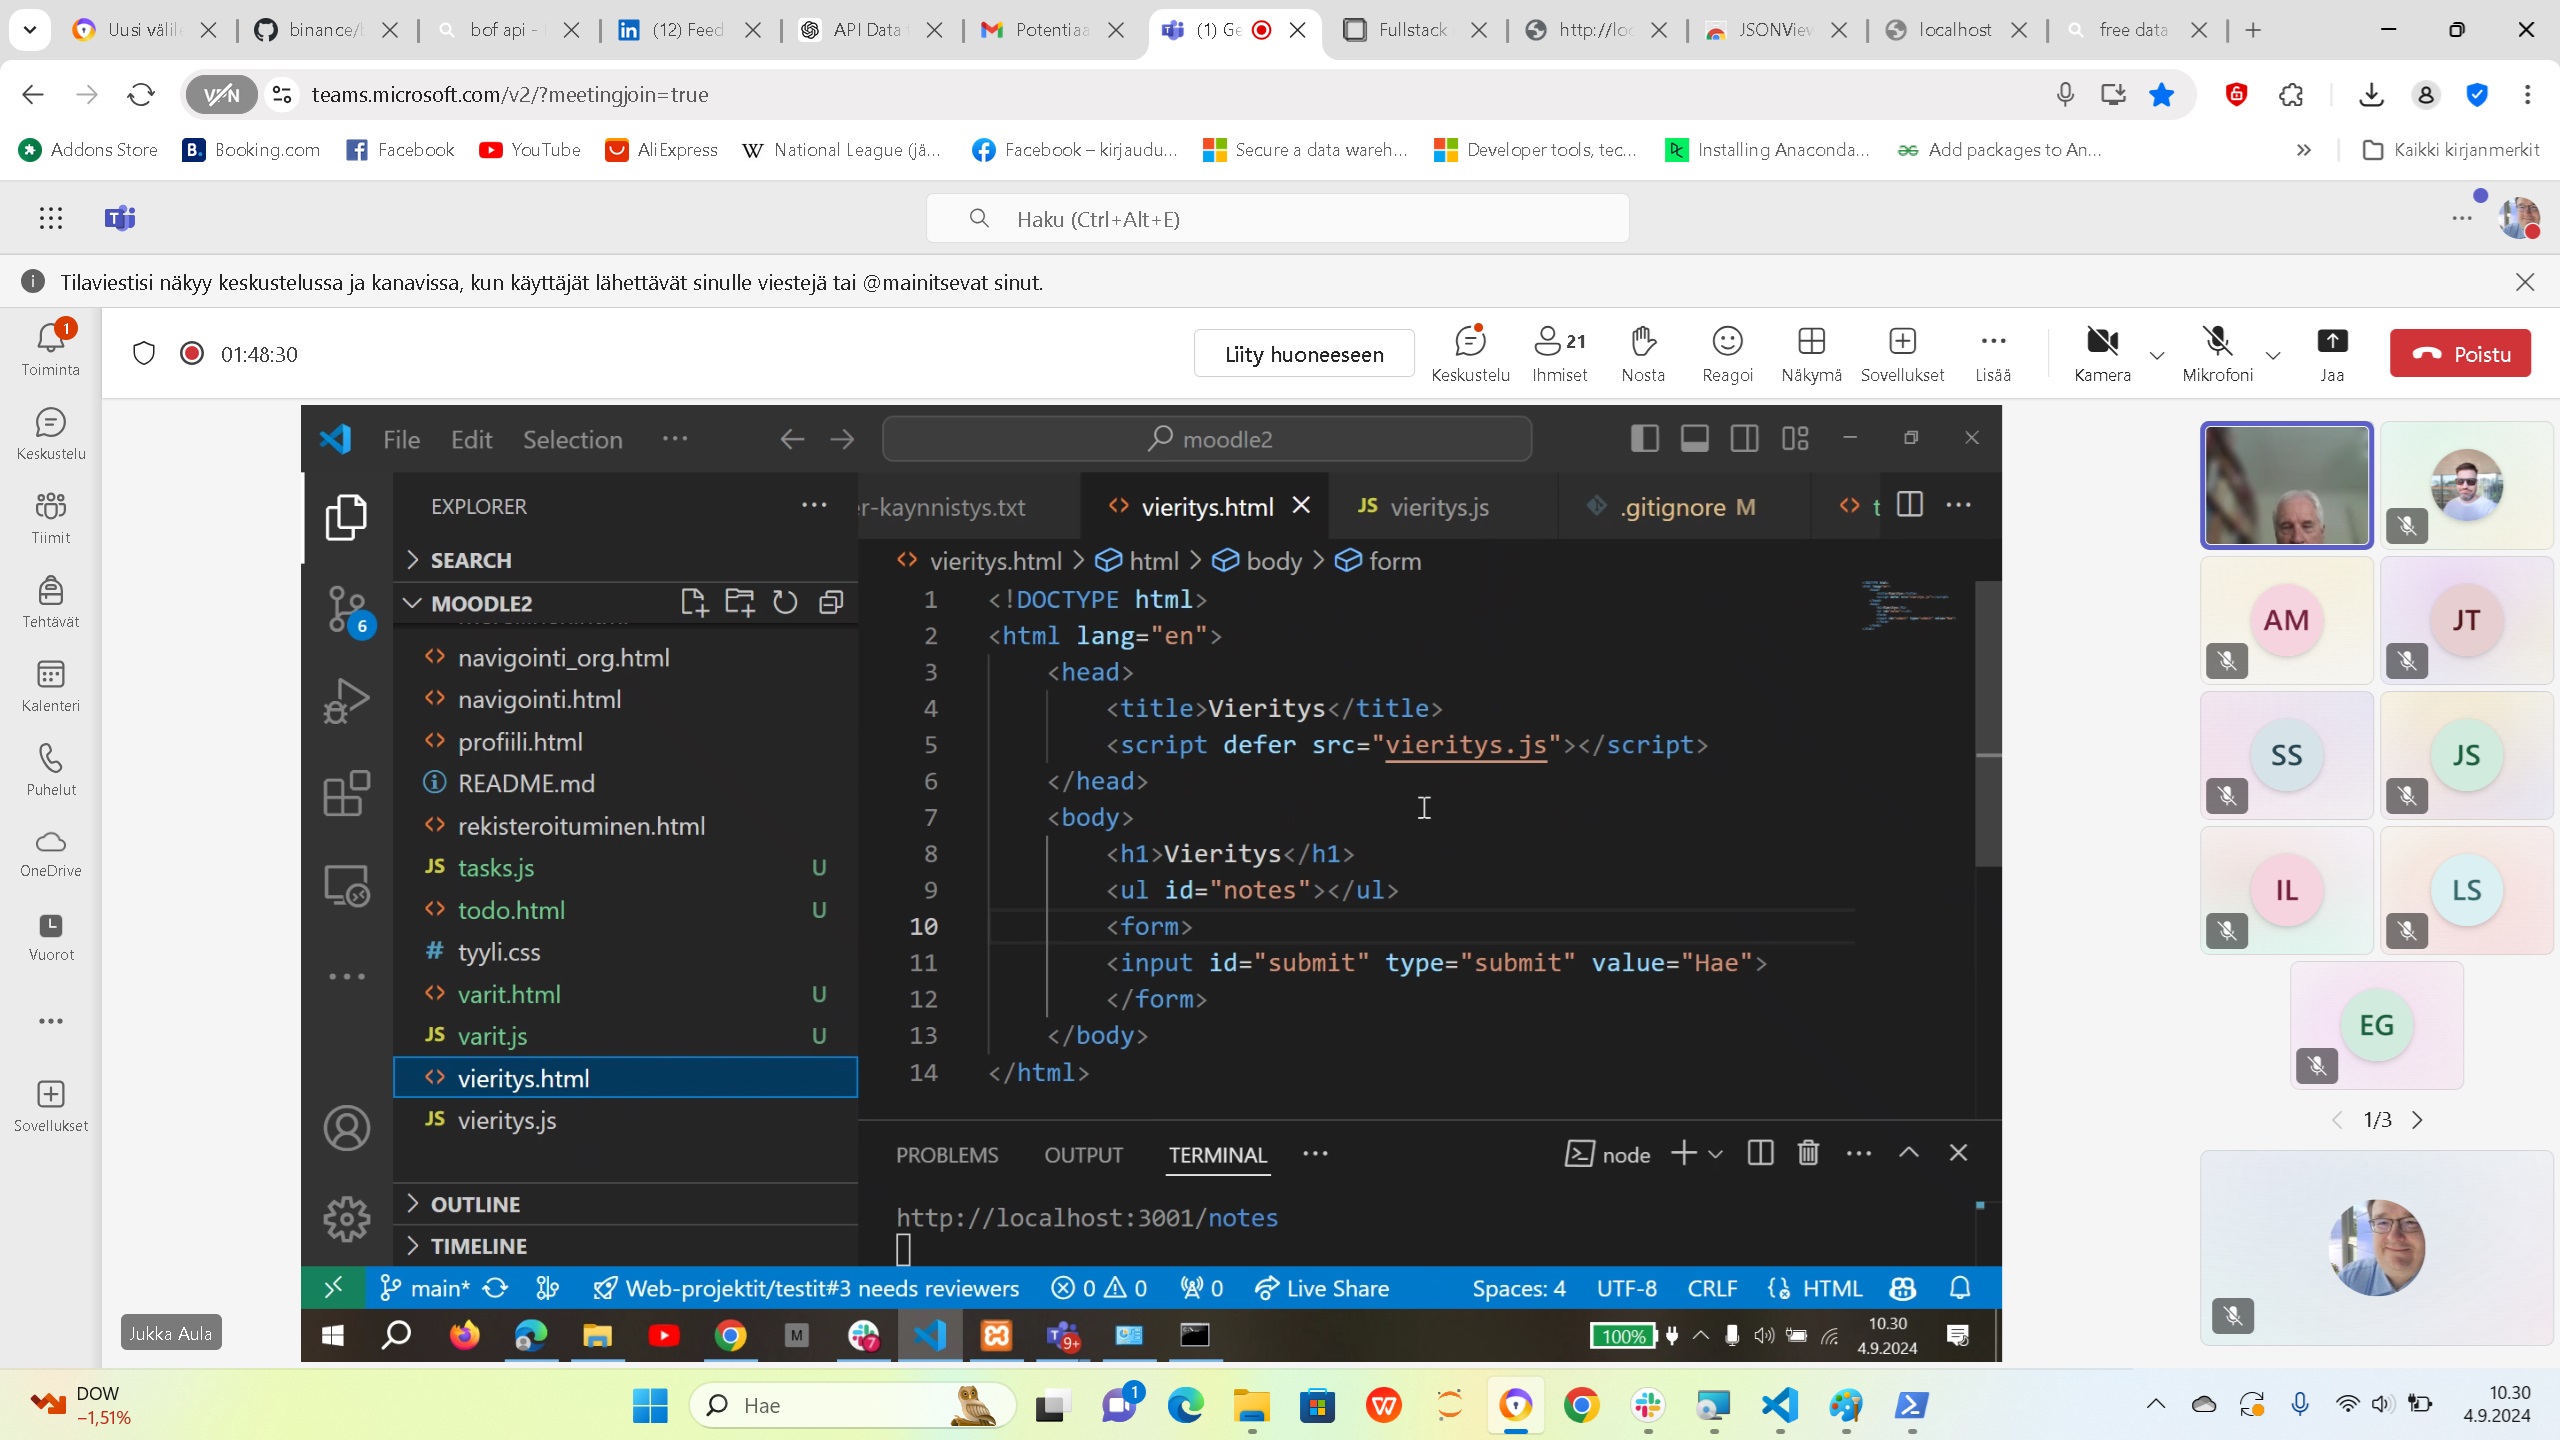 Uusi välile
binance/b
bof api -
(12) Feed
API Data t
Potentiaa
(1) Ge
Fullstack
http://loc
JSONView
localhost
free data
VPN
teams.microsoft.com/v2/?meetingjoin=true
Addons Store
Booking.com
Facebook
YouTube
AliExpress
National League (jä...
Facebook – kirjaudu...
Secure a data wareh...
Developer tools, tec...
Installing Anaconda...
Add packages to An...
Kaikki kirjanmerkit
Haku (Ctrl+Alt+E)
Tilaviestisi näkyy keskustelussa ja kanavissa, kun käyttäjät lähettävät sinulle viestejä tai @mainitsevat sinut.
1
Toiminta
Keskustelu
Tiimit
Tehtävät
Kalenteri
Puhelut
OneDrive
Vuorot
Sovellukset
01:48:30
Liity huoneeseen
Keskustelu
21
Ihmiset
Nosta
Reagoi
Näkymä
Sovellukset
Lisää
Kamera
Mikrofoni
Jaa
Poistu
File Edit Selection ···
moodle2
EXPLORER
SEARCH
MOODLE2
navigointi_org.html
navigointi.html
profiili.html
README.md
rekisteroituminen.html
JS tasks.js U
todo.html U
# tyyli.css
varit.html U
JS varit.js U
vieritys.html
JS vieritys.js
OUTLINE
TIMELINE
6
er-kaynnistys.txt
vieritys.html
JS vieritys.js
.gitignore M
t
vieritys.html > html > body > form
1 <!DOCTYPE html>
2 <html lang="en">
3 <head>
4 <title>Vieritys</title>
5 <script defer src="vieritys.js"></script>
6 </head>
7 <body>
8 <h1>Vieritys</h1>
9 <ul id="notes"></ul>
10 <form>
11 <input id="submit" type="submit" value="Hae">
12 </form>
13 </body>
14 </html>
PROBLEMS OUTPUT TERMINAL ···
node
http://localhost:3001/notes
main*
Web-projektit/testit#3 needs reviewers
0 0
0
Live Share
Spaces: 4
UTF-8
CRLF
HTML
M
7
9+
100%
10.30
4.9.2024
AM
JT
SS
JS
IL
LS
EG
1/3
Jukka Aula
DOW
−1,51%
Hae
1
10.30
4.9.2024